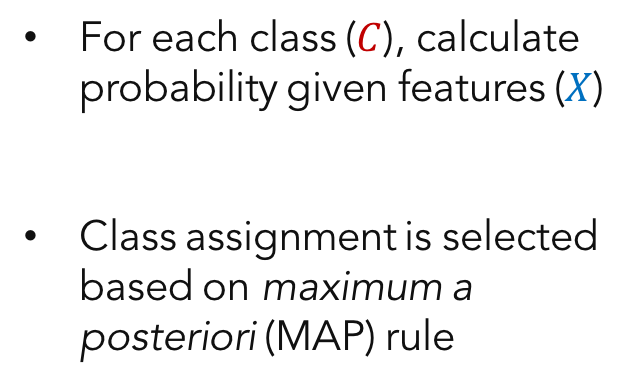 • For each class (C), calculate
probability given features (X)
• Class assignment is selected
based on maximum a
posteriori (MAP) rule